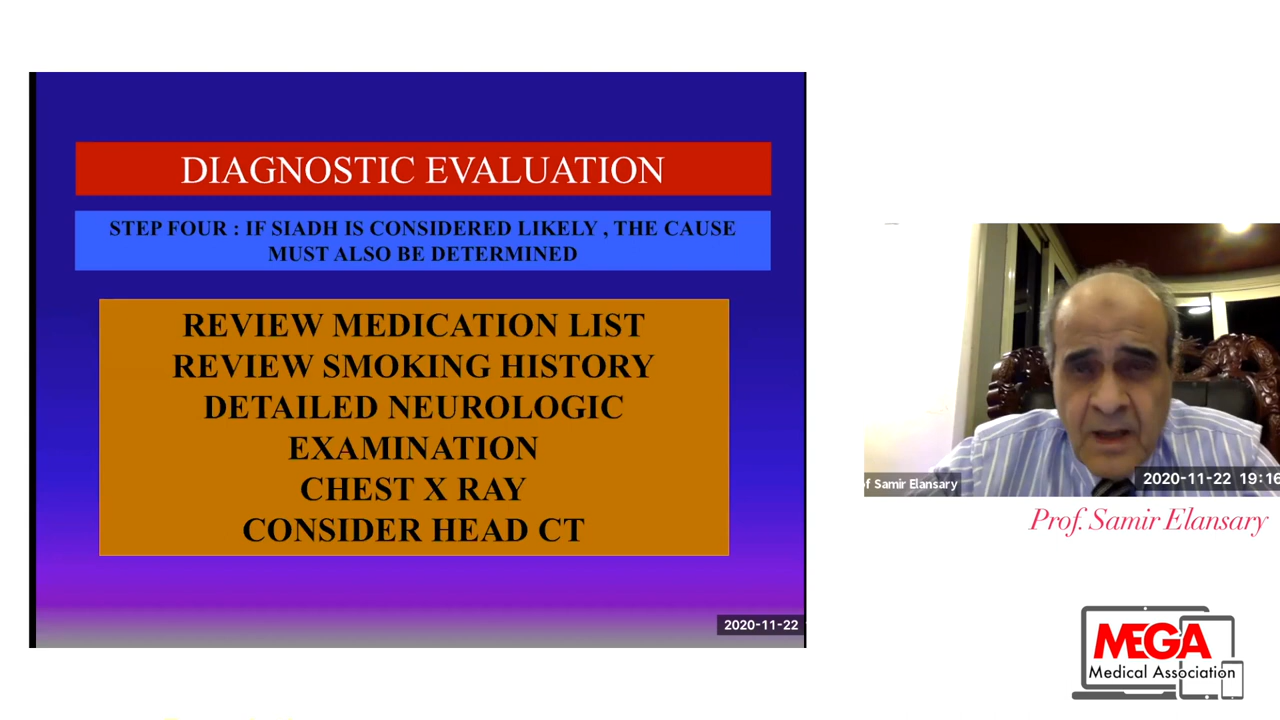 DIAGNOSTIC EVALUATION
STEP FOUR : IF SIADH IS CONSIDERED LIKELY , THE CAUSE
MUST ALSO BE DETERMINED
REVIEW MEDICATION LIST
REVIEW SMOKING HISTORY
DETAILED NEUROLOGIC
EXAMINATION
CHEST X RAY
CONSIDER HEAD CT
2020-11-22
of Samir Elansary
2020-11-22 19:16
Prof. Samir Elansary
MEGA
Medical Association